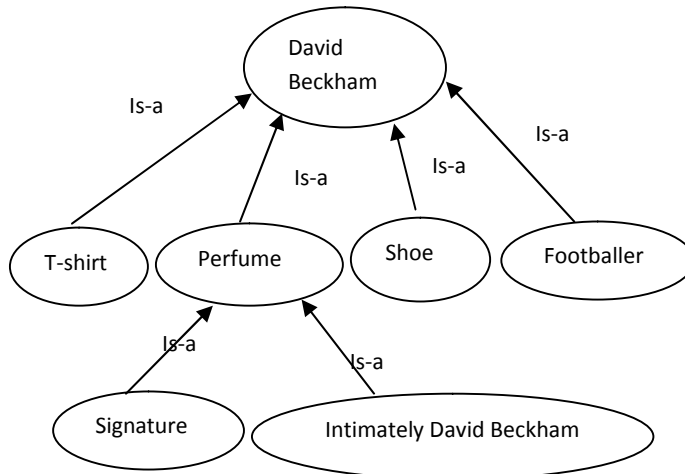 David
Beckham
Is-a
Is-a
Is-a
Is-a
T-shirt
Perfume
Shoe
Footballer
Is-a
Is-a
Signature
Intimately David Beckham